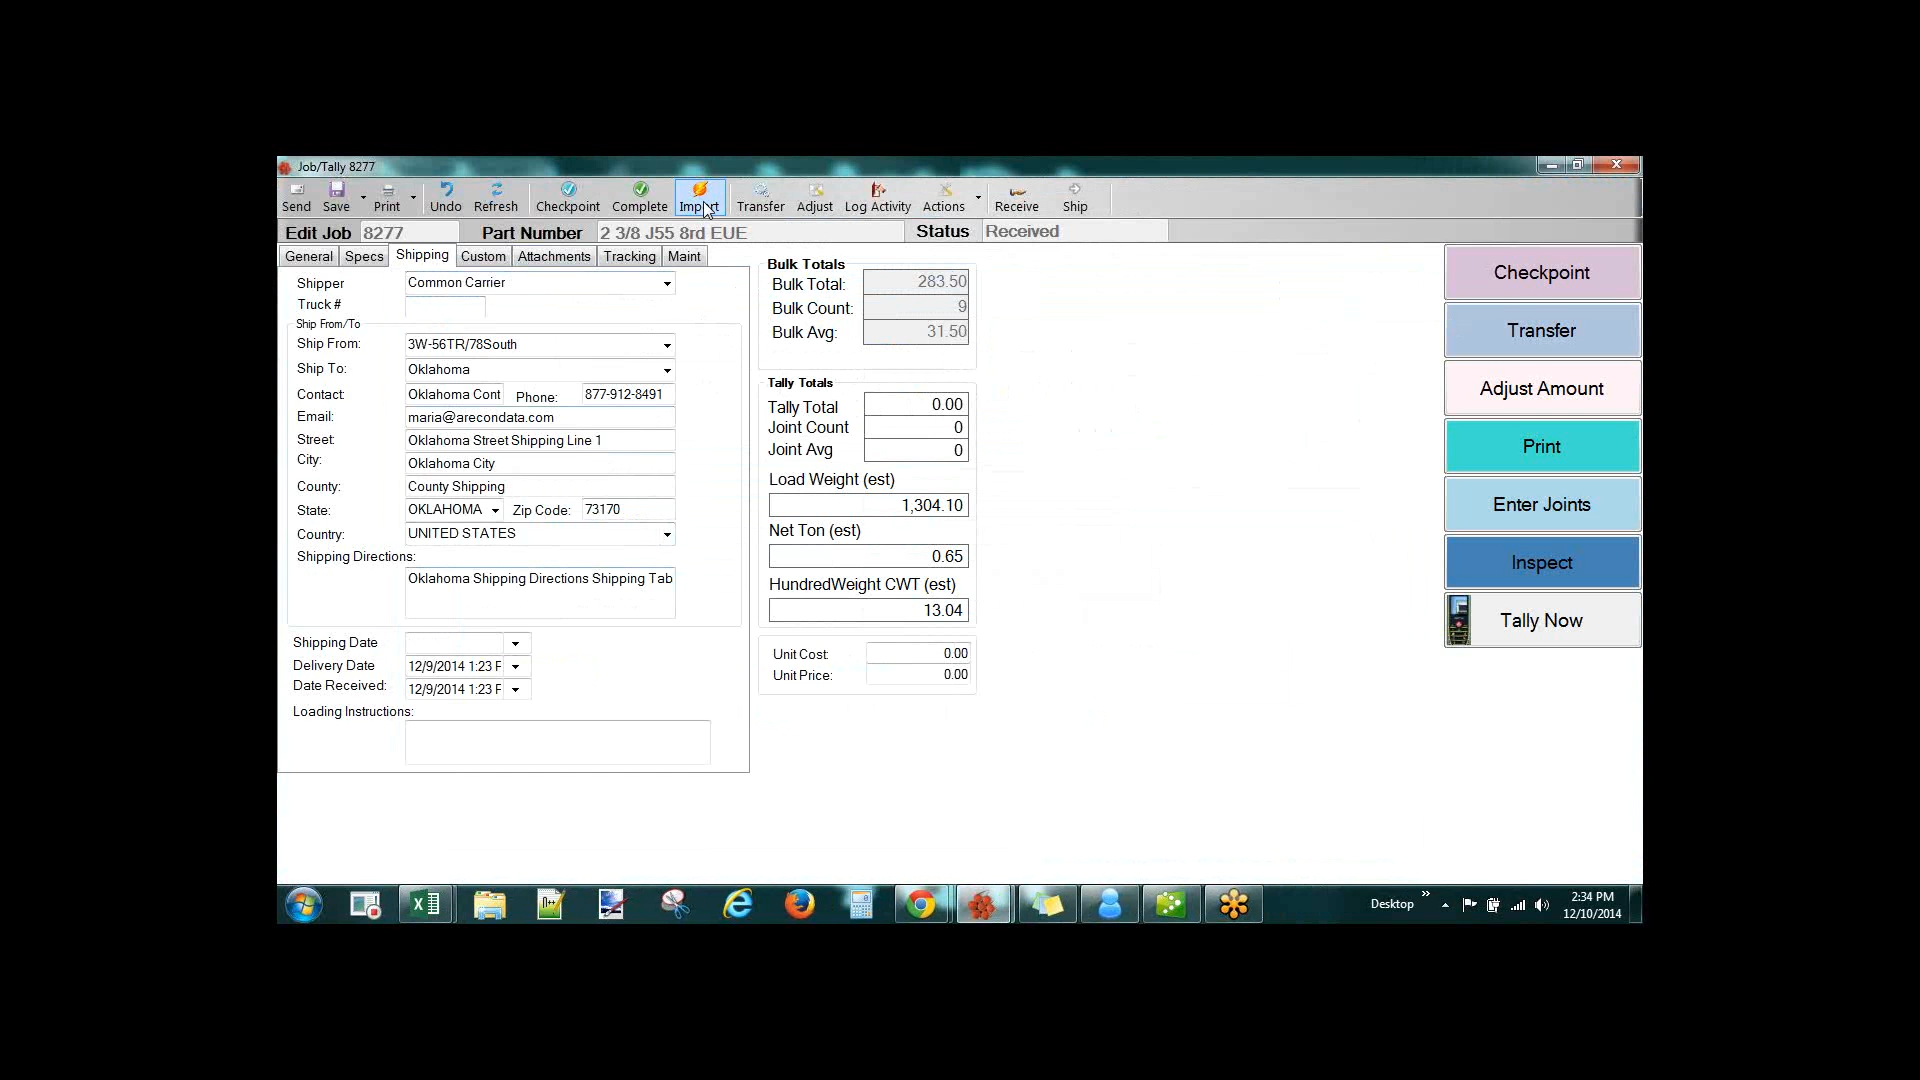 Job/Tally 8277
Send Save Print Undo Refresh Checkpoint Complete Import Transfer Adjust Log Activity Actions Receive Ship
Edit Job 8277 Part Number 2 3/8 J55 8rd EUE Status Received
General Specs Shipping Custom Attachments Tracking Maint
Shipper Common Carrier
Truck #
Ship From/To
Ship From: 3W-56TR/78South
Ship To: Oklahoma
Contact: Oklahoma Cont Phone: 877-912-8491
Email: maria@arecondata.com
Street: Oklahoma Street Shipping Line 1
City: Oklahoma City
County: County Shipping
State: OKLAHOMA Zip Code: 73170
Country: UNITED STATES
Shipping Directions:
Oklahoma Shipping Directions Shipping Tab
Shipping Date
Delivery Date 12/9/2014 1:23 F
Date Received: 12/9/2014 1:23 F
Loading Instructions:
Bulk Totals
Bulk Total: 283.50
Bulk Count: 9
Bulk Avg: 31.50
Tally Totals
Tally Total 0.00
Joint Count 0
Joint Avg 0
Load Weight (est)
1,304.10
Net Ton (est)
0.65
HundredWeight CWT (est)
13.04
Unit Cost: 0.00
Unit Price: 0.00
Checkpoint
Transfer
Adjust Amount
Print
Enter Joints
Inspect
Tally Now
Desktop
2:34 PM
12/10/2014